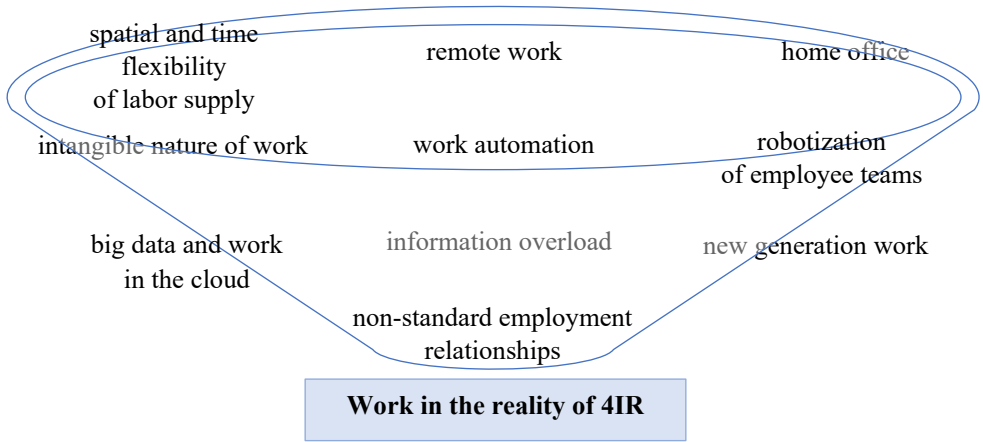 spatial and time
flexibility
of labor supply
remote work
home office
intangible nature of work
work automation
robotization
of employee teams
big data and work
in the cloud
information overload
new generation work
non-standard employment
relationships
Work in the reality of 4IR